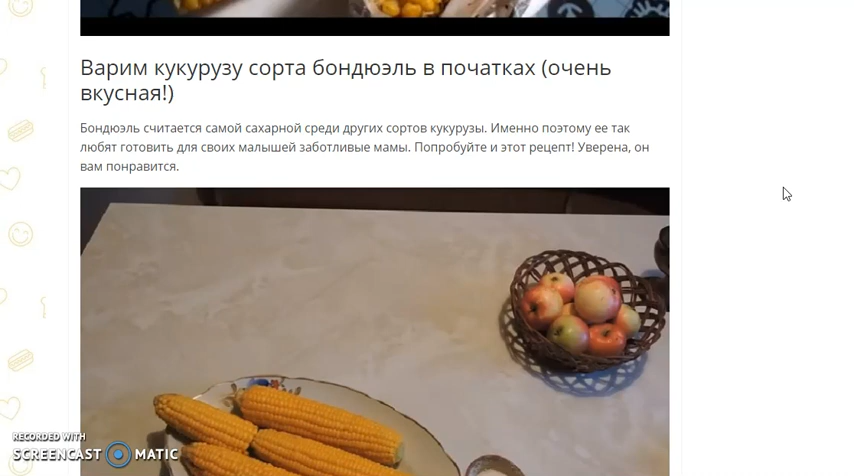 Варим кукурузу сорта бондюэль в початках (очень
вкусная!)
Бондюэль считается самой сахарной среди других сортов кукурузы. Именно поэтому ее так
любят готовить для своих малышей заботливые мамы. Попробуйте и этот рецепт! Уверена, он
вам понравится.
RECORDED WITH
SCREENCAST MATIC